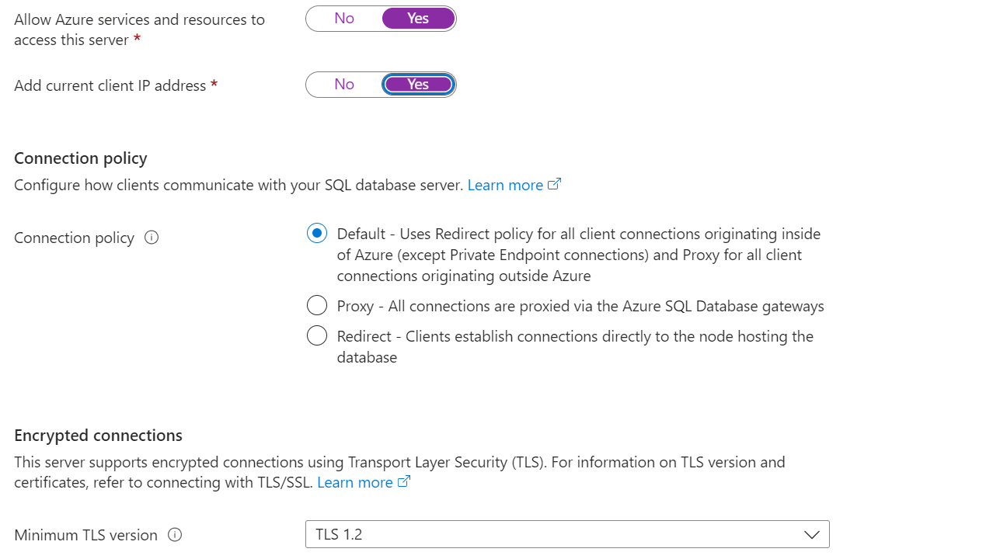 Allow Azure services and resources to
access this server *
No Yes
Add current client IP address *
No Yes
Connection policy
Configure how clients communicate with your SQL database server. Learn more
Connection policy
Default - Uses Redirect policy for all client connections originating inside
of Azure (except Private Endpoint connections) and Proxy for all client
connections originating outside Azure
Proxy - All connections are proxied via the Azure SQL Database gateways
Redirect - Clients establish connections directly to the node hosting the
database
Encrypted connections
This server supports encrypted connections using Transport Layer Security (TLS). For information on TLS version and
certificates, refer to connecting with TLS/SSL. Learn more
Minimum TLS version
TLS 1.2